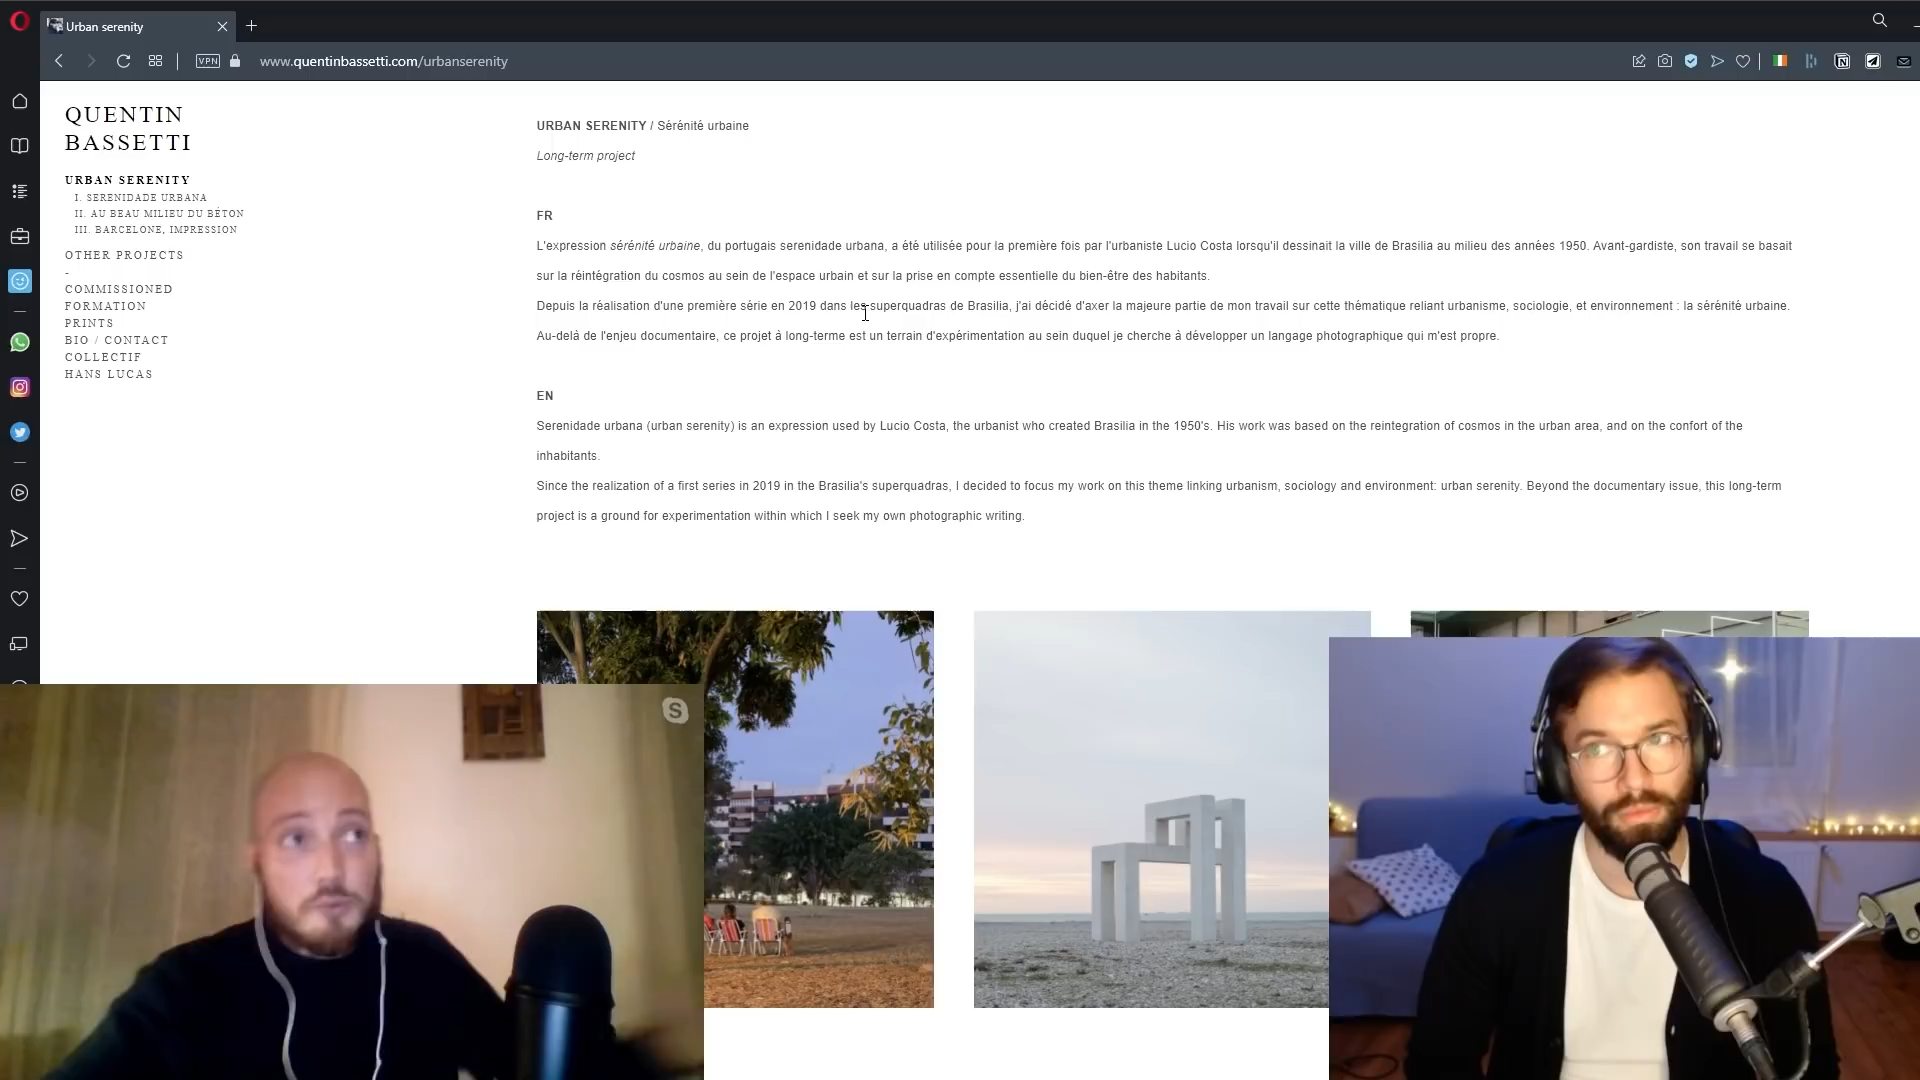 Urban serenity
VPN
www.quentinbassetti.com/urbanserenity
QUENTIN
BASSETTI
URBAN SERENITY
I. SERENIDADE URBANA
II. AU BEAU MILIEU DU BÉTON
III. BARCELONE, IMPRESSION
OTHER PROJECTS
-
COMMISSIONED
FORMATION
PRINTS
BIO / CONTACT
COLLECTIF
HANS LUCAS
URBAN SERENITY / Sérénité urbaine
Long-term project
FR
L'expression sérénité urbaine, du portugais serenidade urbana, a été utilisée pour la première fois par l'urbaniste Lucio Costa lorsqu'il dessinait la ville de Brasilia au milieu des années 1950. Avant-gardiste, son travail se basait
sur la réintégration du cosmos au sein de l'espace urbain et sur la prise en compte essentielle du bien-être des habitants.
Depuis la réalisation d'une première série en 2019 dans les superquadras de Brasilia, j'ai décidé d'axer la majeure partie de mon travail sur cette thématique reliant urbanisme, sociologie, et environnement : la sérénité urbaine.
Au-delà de l'enjeu documentaire, ce projet à long-terme est un terrain d'expérimentation au sein duquel je cherche à développer un langage photographique qui m'est propre.
EN
Serenidade urbana (urban serenity) is an expression used by Lucio Costa, the urbanist who created Brasilia in the 1950's. His work was based on the reintegration of cosmos in the urban area, and on the confort of the
inhabitants.
Since the realization of a first series in 2019 in the Brasilia's superquadras, I decided to focus my work on this theme linking urbanism, sociology and environment: urban serenity. Beyond the documentary issue, this long-term
project is a ground for experimentation within which I seek my own photographic writing.
S